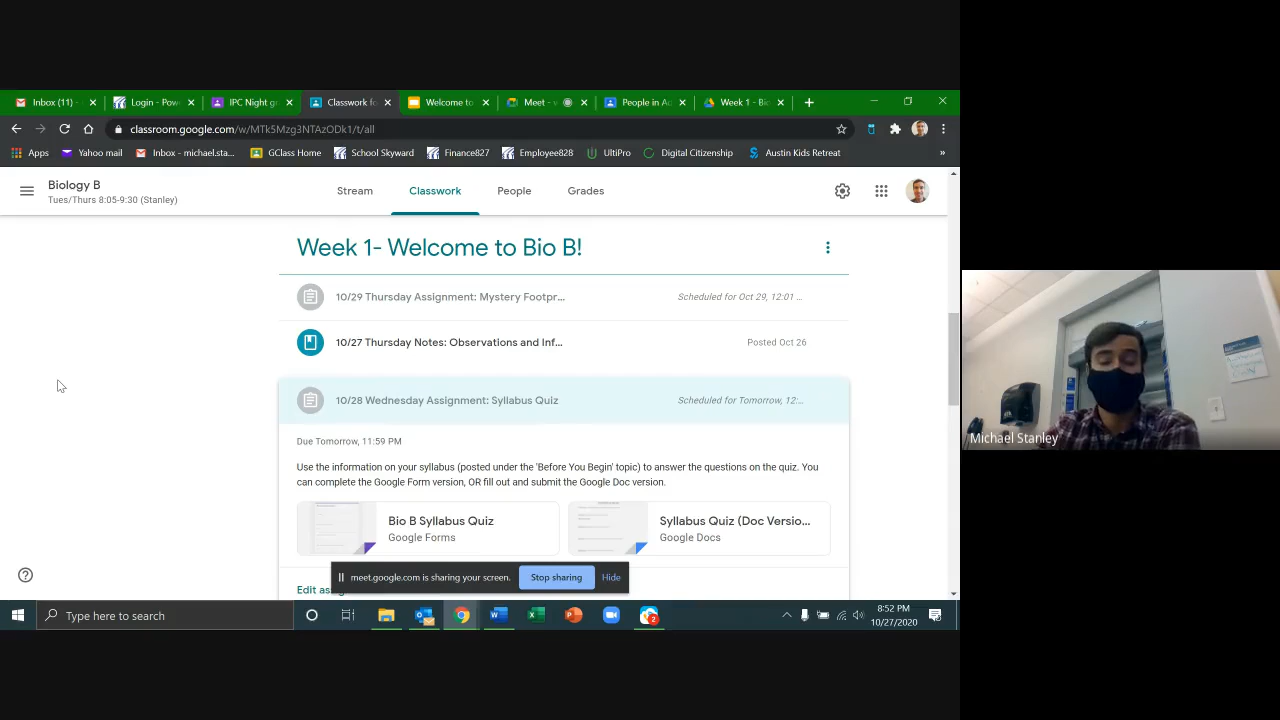 Inbox (11) -
Login - Powe
IPC Night gr
Classwork fo
Welcome to
Meet - u
People in Ad
Week 1 - Bio
classroom.google.com/w/MTk5Mzg3NTAzODk1/t/all
Apps
Yahoo mail
Inbox - michael.sta...
GClass Home
School Skyward
Finance827
Employee828
UltiPro
Digital Citizenship
Austin Kids Retreat
»
Biology B
Tues/Thurs 8:05-9:30 (Stanley)
Stream
Classwork
People
Grades
Week 1- Welcome to Bio B!
10/29 Thursday Assignment: Mystery Footpr...
Scheduled for Oct 29, 12:01 ...
10/27 Thursday Notes: Observations and Inf...
Posted Oct 26
10/28 Wednesday Assignment: Syllabus Quiz
Scheduled for Tomorrow, 12:...
Due Tomorrow, 11:59 PM
Use the information on your syllabus (posted under the 'Before You Begin' topic) to answer the questions on the quiz. You
can complete the Google Form version, OR fill out and submit the Google Doc version.
Bio B Syllabus Quiz
Google Forms
Syllabus Quiz (Doc Versio...
Google Docs
Edit as
meet.google.com is sharing your screen.
Stop sharing
Hide
Type here to search
2
8:52 PM
10/27/2020
Michael Stanley